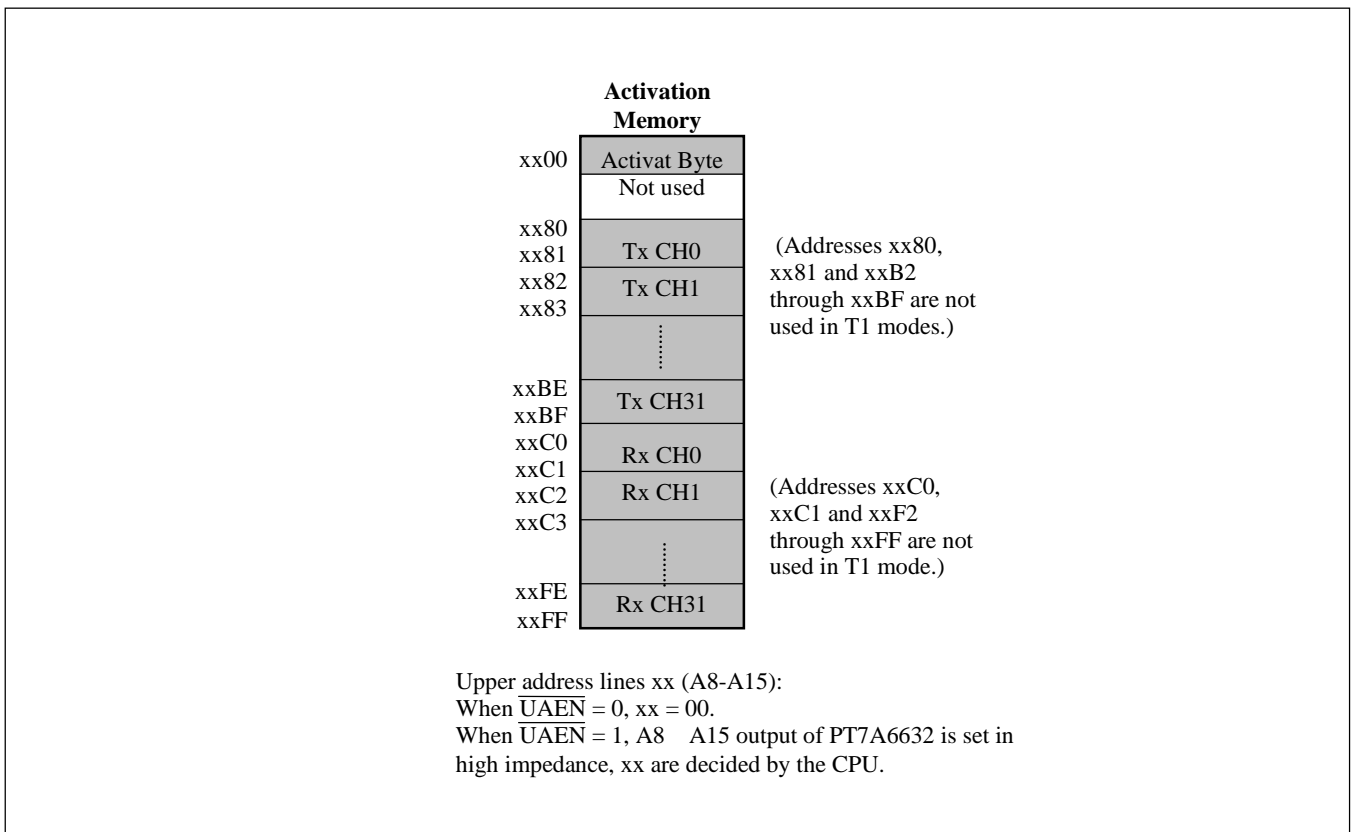 Activation
Memory
xx00
Activat Byte
Not used
xx80
xx81
Tx CH0
xx82
xx83
Tx CH1
(Addresses xx80,
xx81 and xxB2
through xxBF are not
used in T1 modes.)
xxBE
xxBF
Tx CH31
xxC0
xxC1
Rx CH0
xxC2
xxC3
Rx CH1
(Addresses xxC0,
xxC1 and xxF2
through xxFF are not
used in T1 mode.)
xxFE
xxFF
Rx CH31
Upper address lines xx (A8-A15):
When U̅A̅E̅N̅ = 0, xx = 00.
When U̅A̅E̅N̅ = 1, A8 A15 output of PT7A6632 is set in
high impedance, xx are decided by the CPU.